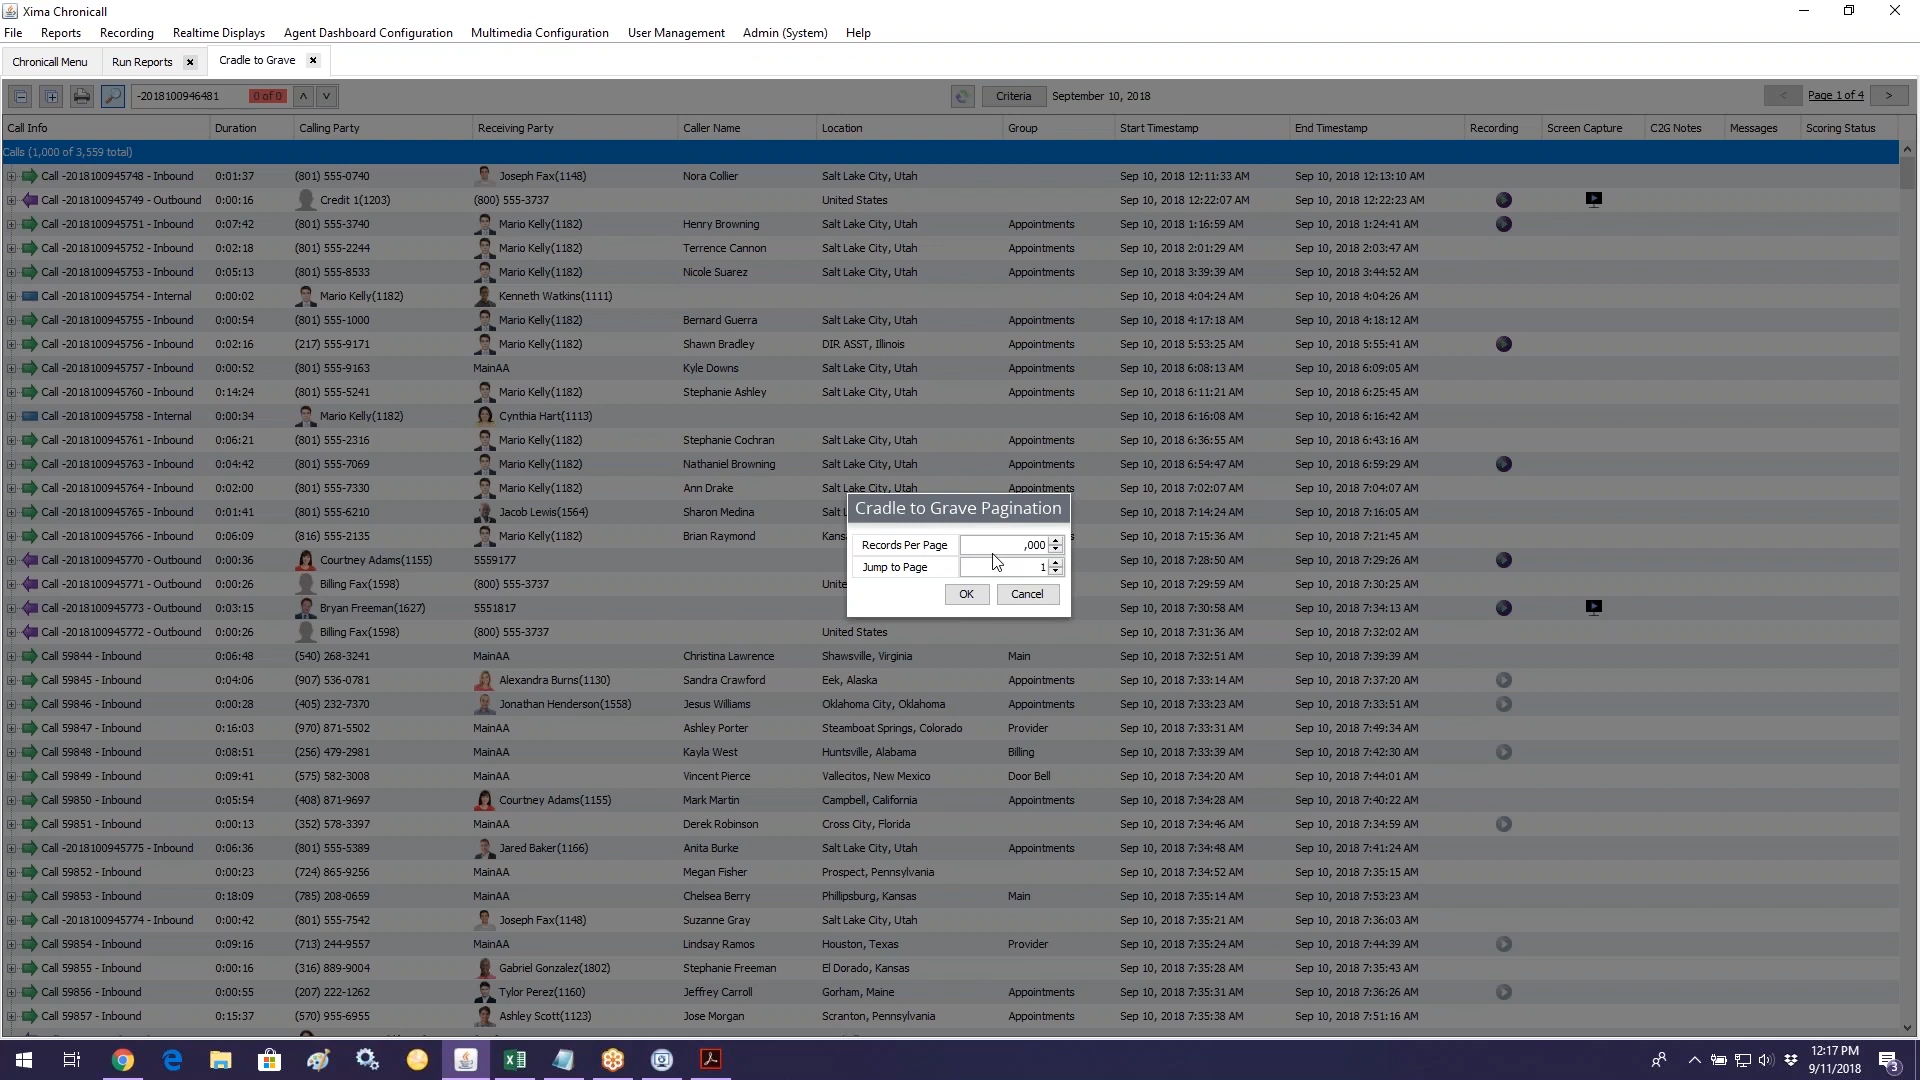 Xima Chronicall
File Reports Recording Realtime Displays Agent Dashboard Configuration Multimedia Configuration User Management Admin (System) Help
Chronicall Menu Run Reports Cradle to Grave
-2018100946481 0 of 0 Criteria September 10, 2018 < Page 1 of 4 >
Call Info Duration Calling Party Receiving Party Caller Name Location Group Start Timestamp End Timestamp Recording Screen Capture C2G Notes Messages Scoring Status
Calls (1,000 of 3,559 total)
Call -2018100945748 - Inbound 0:01:37 (801) 555-0740 Joseph Fax(1148) Nora Collier Salt Lake City, Utah Sep 10, 2018 12:11:33 AM Sep 10, 2018 12:13:10 AM
Call -2018100945749 - Outbound 0:00:16 Credit 1(1203) (800) 555-3737 United States Sep 10, 2018 12:22:07 AM Sep 10, 2018 12:22:23 AM
Call -2018100945751 - Inbound 0:07:42 (801) 555-3740 Mario Kelly(1182) Henry Browning Salt Lake City, Utah Appointments Sep 10, 2018 1:16:59 AM Sep 10, 2018 1:24:41 AM
Call -2018100945752 - Inbound 0:02:18 (801) 555-2244 Mario Kelly(1182) Terrence Cannon Salt Lake City, Utah Appointments Sep 10, 2018 2:01:29 AM Sep 10, 2018 2:03:47 AM
Call -2018100945753 - Inbound 0:05:13 (801) 555-8533 Mario Kelly(1182) Nicole Suarez Salt Lake City, Utah Appointments Sep 10, 2018 3:39:39 AM Sep 10, 2018 3:44:52 AM
Call -2018100945754 - Internal 0:00:02 Mario Kelly(1182) Kenneth Watkins(1111) Sep 10, 2018 4:04:24 AM Sep 10, 2018 4:04:26 AM
Call -2018100945755 - Inbound 0:00:54 (801) 555-1000 Mario Kelly(1182) Bernard Guerra Salt Lake City, Utah Appointments Sep 10, 2018 4:17:18 AM Sep 10, 2018 4:18:12 AM
Call -2018100945756 - Inbound 0:02:16 (217) 555-9171 Mario Kelly(1182) Shawn Bradley DIR ASST, Illinois Appointments Sep 10, 2018 5:53:25 AM Sep 10, 2018 5:55:41 AM
Call -2018100945757 - Inbound 0:00:52 (801) 555-9163 MainAA Kyle Downs Salt Lake City, Utah Appointments Sep 10, 2018 6:08:13 AM Sep 10, 2018 6:09:05 AM
Call -2018100945760 - Inbound 0:14:24 (801) 555-5241 Mario Kelly(1182) Stephanie Ashley Salt Lake City, Utah Appointments Sep 10, 2018 6:11:21 AM Sep 10, 2018 6:25:45 AM
Call -2018100945758 - Internal 0:00:34 Mario Kelly(1182) Cynthia Hart(1113) Sep 10, 2018 6:16:08 AM Sep 10, 2018 6:16:42 AM
Call -2018100945761 - Inbound 0:06:21 (801) 555-2316 Mario Kelly(1182) Stephanie Cochran Salt Lake City, Utah Appointments Sep 10, 2018 6:36:55 AM Sep 10, 2018 6:43:16 AM
Call -2018100945763 - Inbound 0:04:42 (801) 555-7069 Mario Kelly(1182) Nathaniel Browning Salt Lake City, Utah Appointments Sep 10, 2018 6:54:47 AM Sep 10, 2018 6:59:29 AM
Call -2018100945764 - Inbound 0:02:00 (801) 555-7330 Mario Kelly(1182) Ann Drake Salt Lake City, Utah Appointments Sep 10, 2018 7:02:07 AM Sep 10, 2018 7:04:07 AM
Call -2018100945765 - Inbound 0:01:41 (801) 555-6210 Jacob Lewis(1564) Sharon Medina Salt L Sep 10, 2018 7:14:24 AM Sep 10, 2018 7:16:05 AM
Call -2018100945766 - Inbound 0:06:09 (816) 555-2135 Mario Kelly(1182) Brian Raymond Kans s Sep 10, 2018 7:15:36 AM Sep 10, 2018 7:21:45 AM
Call -2018100945770 - Outbound 0:00:36 Courtney Adams(1155) 5559177 Sep 10, 2018 7:28:50 AM Sep 10, 2018 7:29:26 AM
Call -2018100945771 - Outbound 0:00:26 Billing Fax(1598) (800) 555-3737 Unite Sep 10, 2018 7:29:59 AM Sep 10, 2018 7:30:25 AM
Call -2018100945773 - Outbound 0:03:15 Bryan Freeman(1627) 5551817 Sep 10, 2018 7:30:58 AM Sep 10, 2018 7:34:13 AM
Call -2018100945772 - Outbound 0:00:26 Billing Fax(1598) (800) 555-3737 United States Sep 10, 2018 7:31:36 AM Sep 10, 2018 7:32:02 AM
Call 59844 - Inbound 0:06:48 (540) 268-3241 MainAA Christina Lawrence Shawsville, Virginia Main Sep 10, 2018 7:32:51 AM Sep 10, 2018 7:39:39 AM
Call 59845 - Inbound 0:04:06 (907) 536-0781 Alexandra Burns(1130) Sandra Crawford Eek, Alaska Appointments Sep 10, 2018 7:33:14 AM Sep 10, 2018 7:37:20 AM
Call 59846 - Inbound 0:00:28 (405) 232-7370 Jonathan Henderson(1558) Jesus Williams Oklahoma City, Oklahoma Appointments Sep 10, 2018 7:33:23 AM Sep 10, 2018 7:33:51 AM
Call 59847 - Inbound 0:16:03 (970) 871-5502 MainAA Ashley Porter Steamboat Springs, Colorado Provider Sep 10, 2018 7:33:31 AM Sep 10, 2018 7:49:34 AM
Call 59848 - Inbound 0:08:51 (256) 479-2981 MainAA Kayla West Huntsville, Alabama Billing Sep 10, 2018 7:33:39 AM Sep 10, 2018 7:42:30 AM
Call 59849 - Inbound 0:09:41 (575) 582-3008 MainAA Vincent Pierce Vallecitos, New Mexico Door Bell Sep 10, 2018 7:34:20 AM Sep 10, 2018 7:44:01 AM
Call 59850 - Inbound 0:05:54 (408) 871-9697 Courtney Adams(1155) Mark Martin Campbell, California Appointments Sep 10, 2018 7:34:28 AM Sep 10, 2018 7:40:22 AM
Call 59851 - Inbound 0:00:13 (352) 578-3397 MainAA Derek Robinson Cross City, Florida Sep 10, 2018 7:34:46 AM Sep 10, 2018 7:34:59 AM
Call -2018100945775 - Inbound 0:06:36 (801) 555-5389 Jared Baker(1166) Anita Burke Salt Lake City, Utah Appointments Sep 10, 2018 7:34:48 AM Sep 10, 2018 7:41:24 AM
Call 59852 - Inbound 0:00:23 (724) 865-9256 MainAA Megan Fisher Prospect, Pennsylvania Sep 10, 2018 7:34:52 AM Sep 10, 2018 7:35:15 AM
Call 59853 - Inbound 0:18:09 (785) 208-0659 MainAA Chelsea Berry Phillipsburg, Kansas Main Sep 10, 2018 7:35:14 AM Sep 10, 2018 7:53:23 AM
Call -2018100945774 - Inbound 0:00:42 (801) 555-7542 Joseph Fax(1148) Suzanne Gray Salt Lake City, Utah Sep 10, 2018 7:35:21 AM Sep 10, 2018 7:36:03 AM
Call 59854 - Inbound 0:09:16 (713) 244-9557 MainAA Lindsay Ramos Houston, Texas Provider Sep 10, 2018 7:35:24 AM Sep 10, 2018 7:44:39 AM
Call 59855 - Inbound 0:00:16 (316) 889-9004 Gabriel Gonzalez(1802) Stephanie Freeman El Dorado, Kansas Sep 10, 2018 7:35:28 AM Sep 10, 2018 7:35:43 AM
Call 59856 - Inbound 0:00:55 (207) 222-1262 Tylor Perez(1160) Jeffrey Carroll Gorham, Maine Appointments Sep 10, 2018 7:35:31 AM Sep 10, 2018 7:36:26 AM
Call 59857 - Inbound 0:15:37 (570) 955-6955 Ashley Scott(1123) Jose Morgan Scranton, Pennsylvania Appointments Sep 10, 2018 7:35:38 AM Sep 10, 2018 7:51:16 AM
Cradle to Grave Pagination
Records Per Page ,000
Jump to Page 1
OK Cancel
12:17 PM
9/11/2018
3